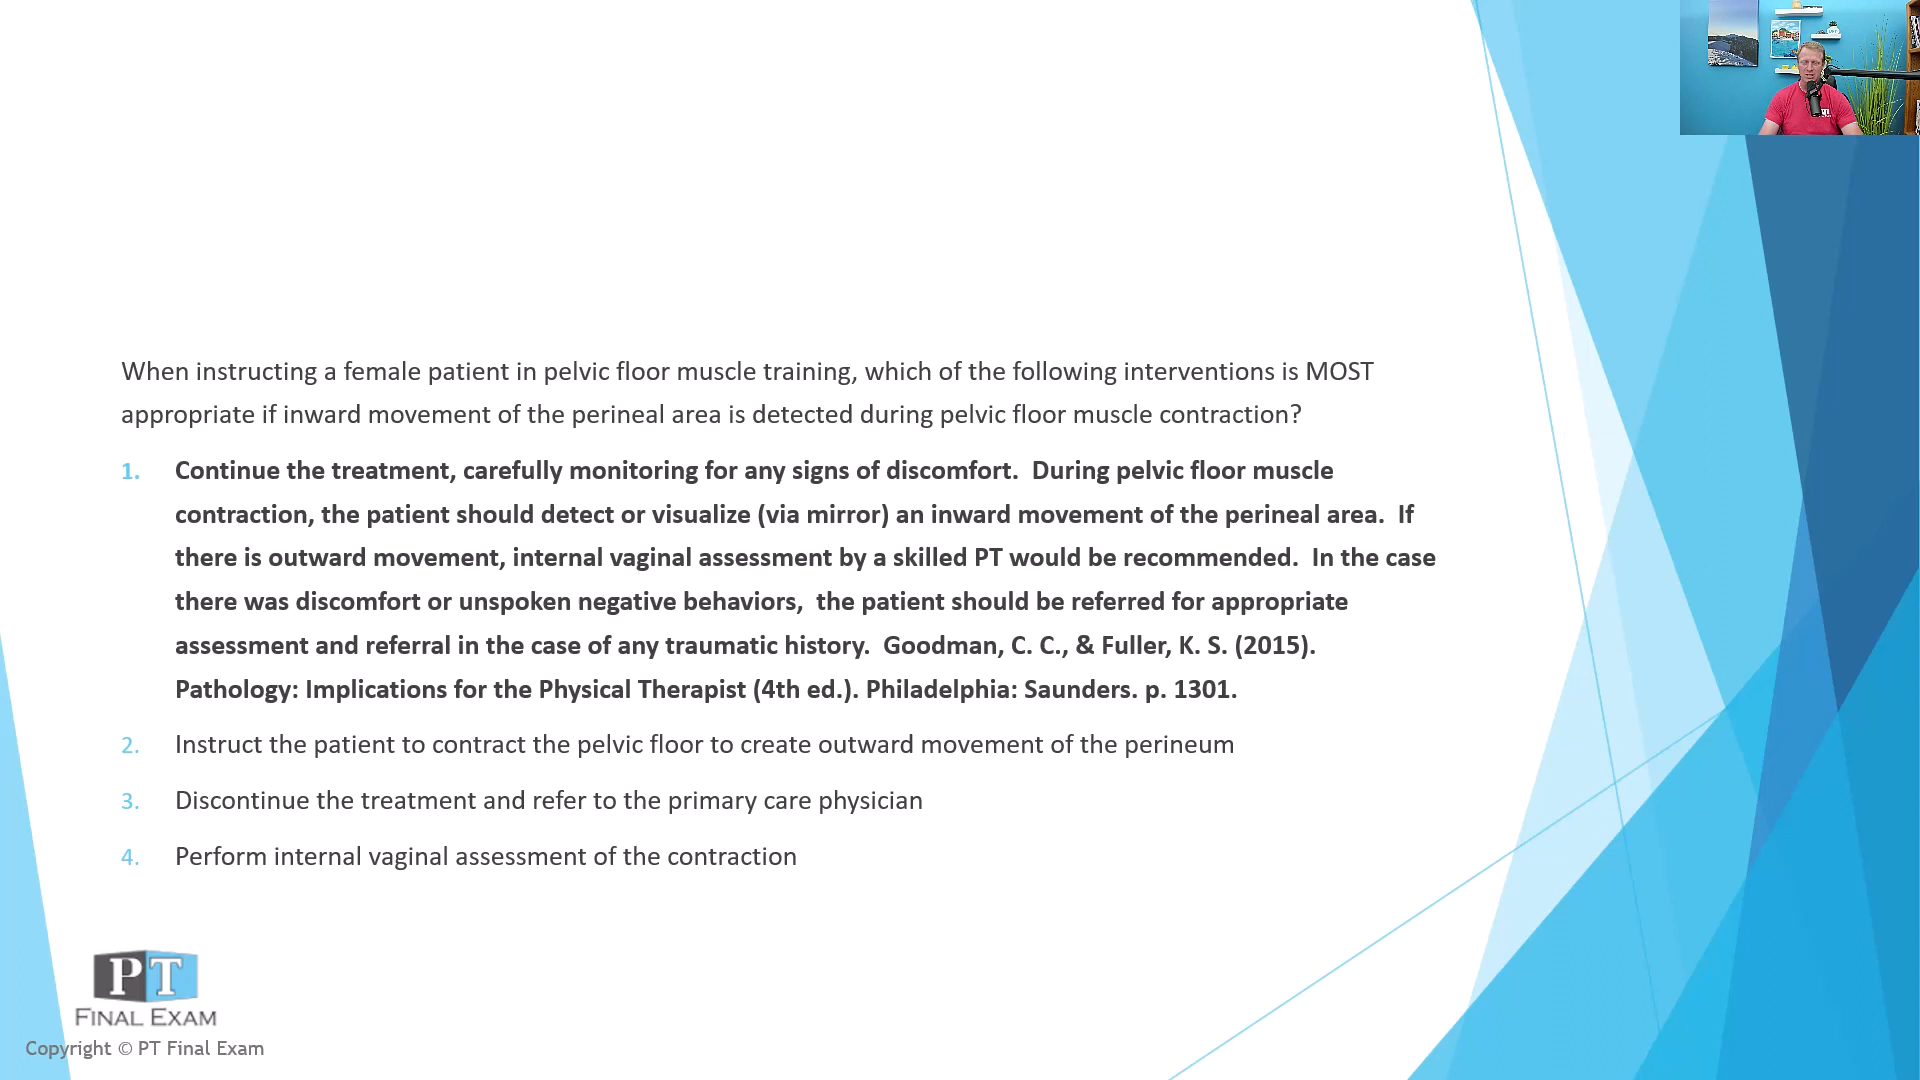 When instructing a female patient in pelvic floor muscle training, which of the following interventions is MOST
appropriate if inward movement of the perineal area is detected during pelvic floor muscle contraction?
1. Continue the treatment, carefully monitoring for any signs of discomfort.  During pelvic floor muscle
contraction, the patient should detect or visualize (via mirror) an inward movement of the perineal area.  If
there is outward movement, internal vaginal assessment by a skilled PT would be recommended.  In the case
there was discomfort or unspoken negative behaviors,  the patient should be referred for appropriate
assessment and referral in the case of any traumatic history.  Goodman, C. C., & Fuller, K. S. (2015).
Pathology: Implications for the Physical Therapist (4th ed.). Philadelphia: Saunders. p. 1301.
2. Instruct the patient to contract the pelvic floor to create outward movement of the perineum
3. Discontinue the treatment and refer to the primary care physician
4. Perform internal vaginal assessment of the contraction
PT
FINAL EXAM
Copyright © PT Final Exam